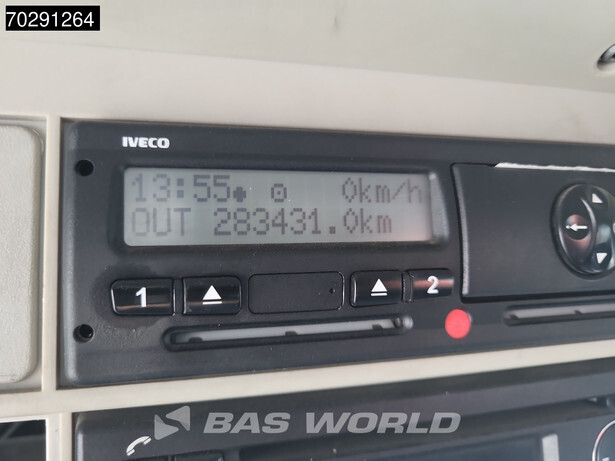 70291264
IVECO
13:55 0km/h
OUT 283431.0km
1 2
BAS WORLD